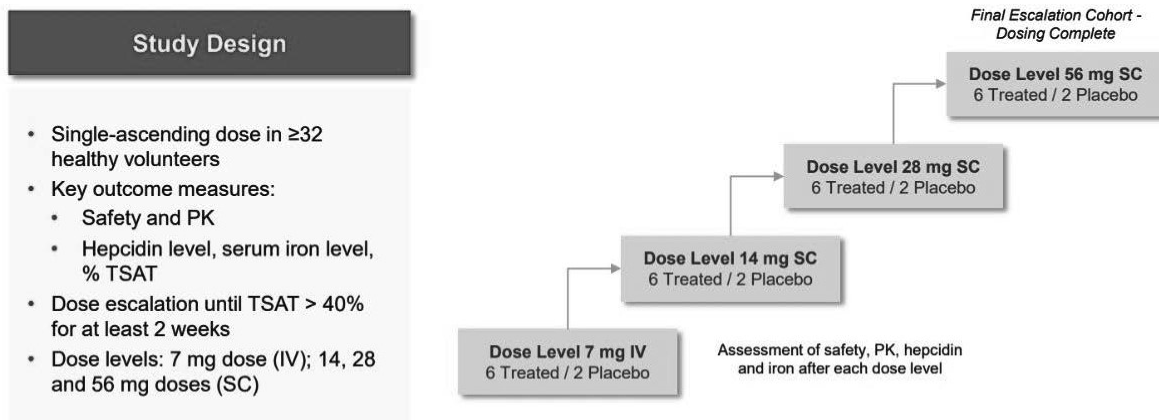 Study Design
• Single-ascending dose in ≥32
healthy volunteers
• Key outcome measures:
• Safety and PK
• Hepcidin level, serum iron level,
% TSAT
• Dose escalation until TSAT > 40%
for at least 2 weeks
• Dose levels: 7 mg dose (IV); 14, 28
and 56 mg doses (SC)
Final Escalation Cohort -
Dosing Complete
Dose Level 56 mg SC
6 Treated / 2 Placebo
Dose Level 28 mg SC
6 Treated / 2 Placebo
Dose Level 14 mg SC
6 Treated / 2 Placebo
Dose Level 7 mg IV
6 Treated / 2 Placebo
Assessment of safety, PK, hepcidin
and iron after each dose level